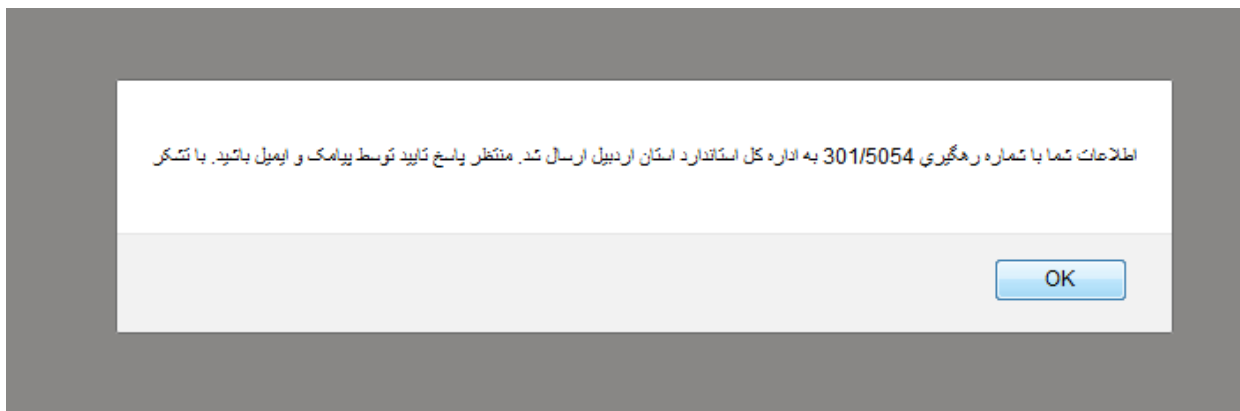 اطلاعات شما با شماره رهگيري 301/5054 به اداره کل استاندارد استان اردبیل ارسال شد. منتظر پاسخ تایید توسط پیامک و ایمیل باشید. با تشکر
OK